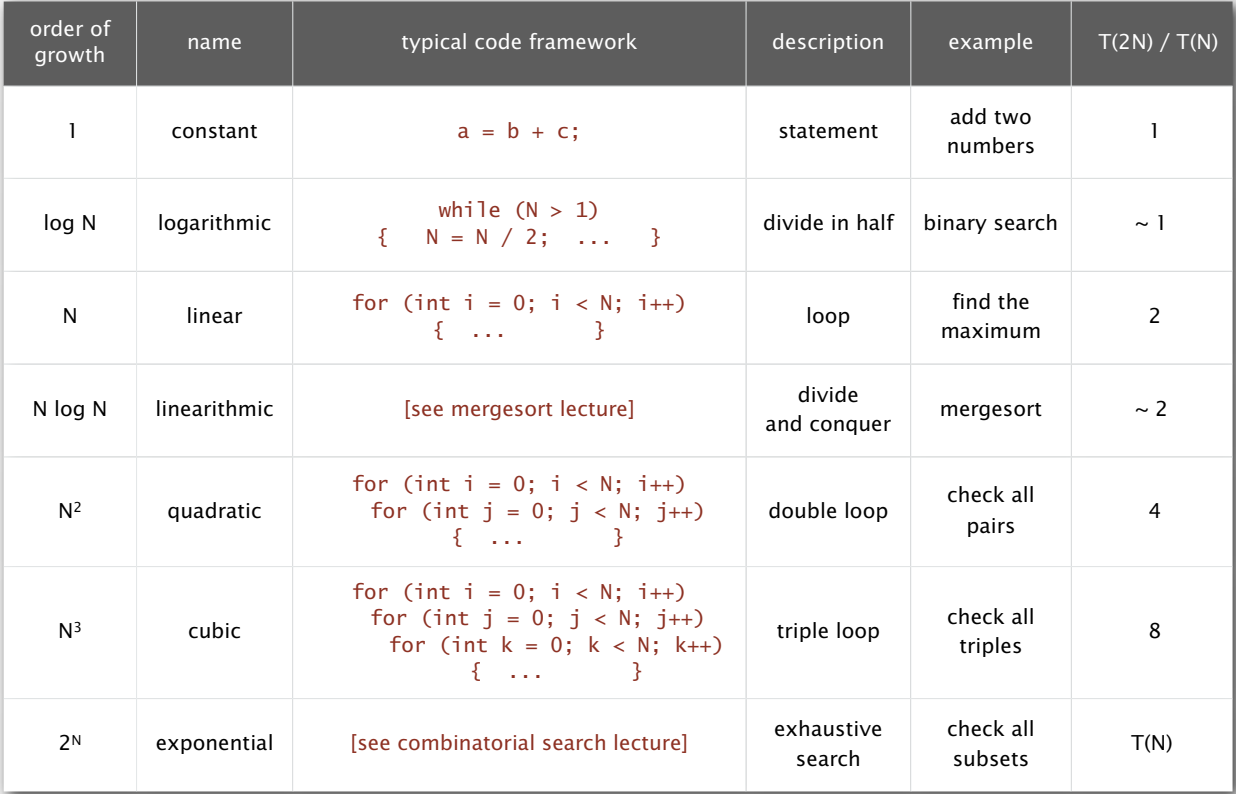 order of growth	name	typical code framework	description	example	T(2N) / T(N)
1	constant	a = b + c;	statement	add two numbers	1
log N	logarithmic	while (N > 1)
{ N = N / 2; ... }	divide in half	binary search	~ 1
N	linear	for (int i = 0; i < N; i++)
{ ... }	loop	find the maximum	2
N log N	linearithmic	[see mergesort lecture]	divide and conquer	mergesort	~ 2
N²	quadratic	for (int i = 0; i < N; i++)
for (int j = 0; j < N; j++)
{ ... }	double loop	check all pairs	4
N³	cubic	for (int i = 0; i < N; i++)
for (int j = 0; j < N; j++)
for (int k = 0; k < N; k++)
{ ... }	triple loop	check all triples	8
2ᴺ	exponential	[see combinatorial search lecture]	exhaustive search	check all subsets	T(N)